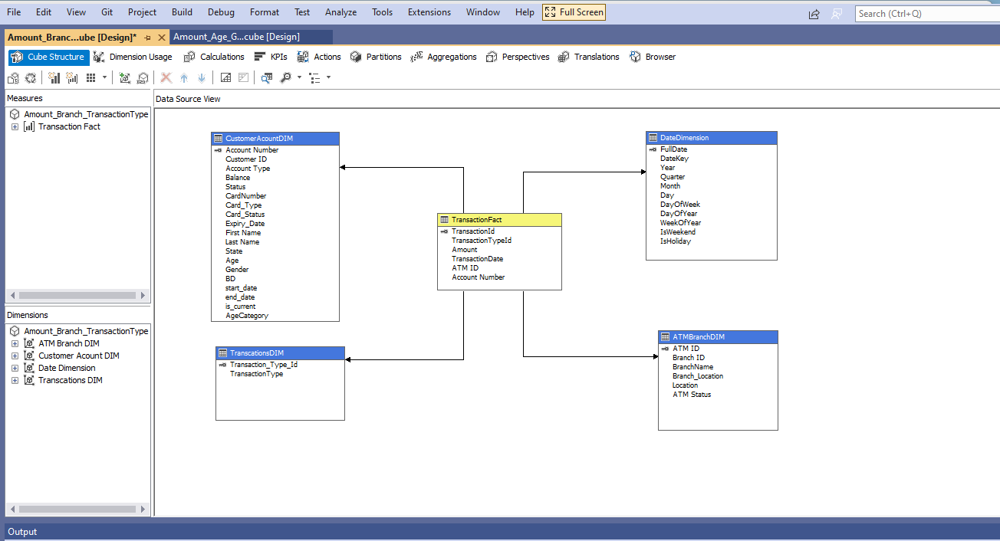 File Edit View Git Project Build Debug Format Test Analyze Tools Extensions Window Help Full Screen Search (Ctrl+Q)
Amount_Branc...ube [Design]* Amount_Age_G...cube [Design]
Cube Structure Dimension Usage Calculations KPIs Actions Partitions Aggregations Perspectives Translations Browser
Measures
Amount_Branch_TransactionType
Transaction Fact
Dimensions
Amount_Branch_TransactionType
ATM Branch DIM
Customer Acount DIM
Date Dimension
Transcations DIM
Data Source View
CustomerAcountDIM
Account Number
Customer ID
Account Type
Balance
Status
CardNumber
Card_Type
Card_Status
Expiry_Date
First Name
Last Name
State
Age
Gender
BD
start_date
end_date
is_current
AgeCategory
TranscationsDIM
Transaction_Type_Id
TransactionType
TransactionFact
TransactionId
TransactionTypeId
Amount
TransactionDate
ATM ID
Account Number
DateDimension
FullDate
DateKey
Year
Quarter
Month
Day
DayOfWeek
DayOfYear
WeekOfYear
IsWeekend
IsHoliday
ATMBranchDIM
ATM ID
Branch ID
BranchName
Branch_Location
Location
ATM Status
Output